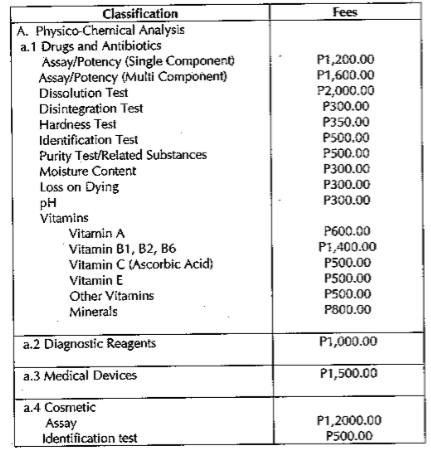 Classification Fees
A. Physico-Chemical Analysis
a.1 Drugs and Antibiotics
Assay/Potency (Single Component) P1,200.00
Assay/Potency (Multi Component) P1,600.00
Dissolution Test P2,000.00
Disintegration Test P300.00
Hardness Test P350.00
Identification Test P500.00
Purity Test/Related Substances P500.00
Moisture Content P300.00
Loss on Dying P300.00
pH P300.00
Vitamins
Vitamin A P600.00
Vitamin B1, B2, B6 P1,400.00
Vitamin C (Ascorbic Acid) P500.00
Vitamin E P500.00
Other Vitamins P500.00
Minerals P800.00
a.2 Diagnostic Reagents P1,000.00
a.3 Medical Devices P1,500.00
a.4 Cosmetic
Assay P1,2000.00
Identification test P500.00